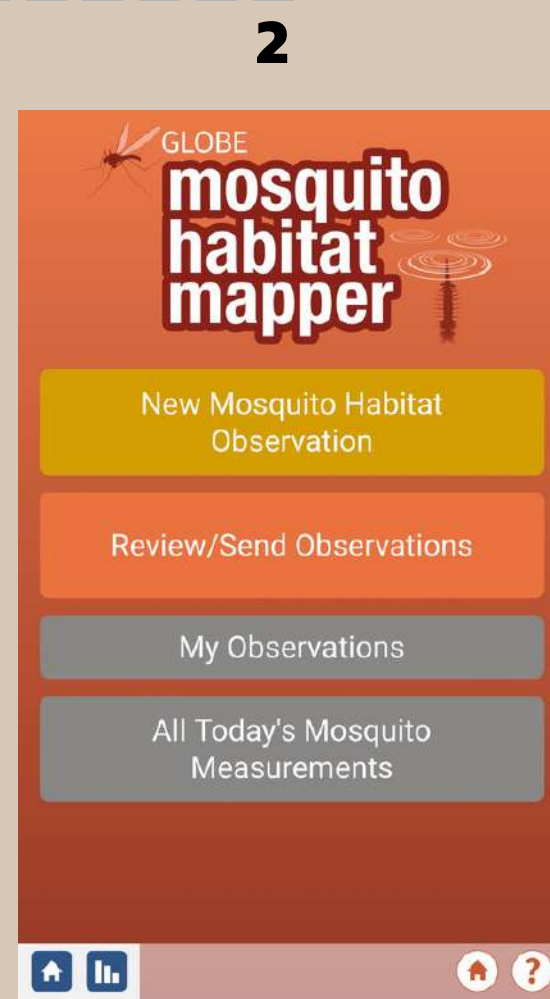 2
GLOBE
mosquito
habitat
mapper
New Mosquito Habitat
Observation
Review/Send Observations
My Observations
All Today's Mosquito
Measurements
?